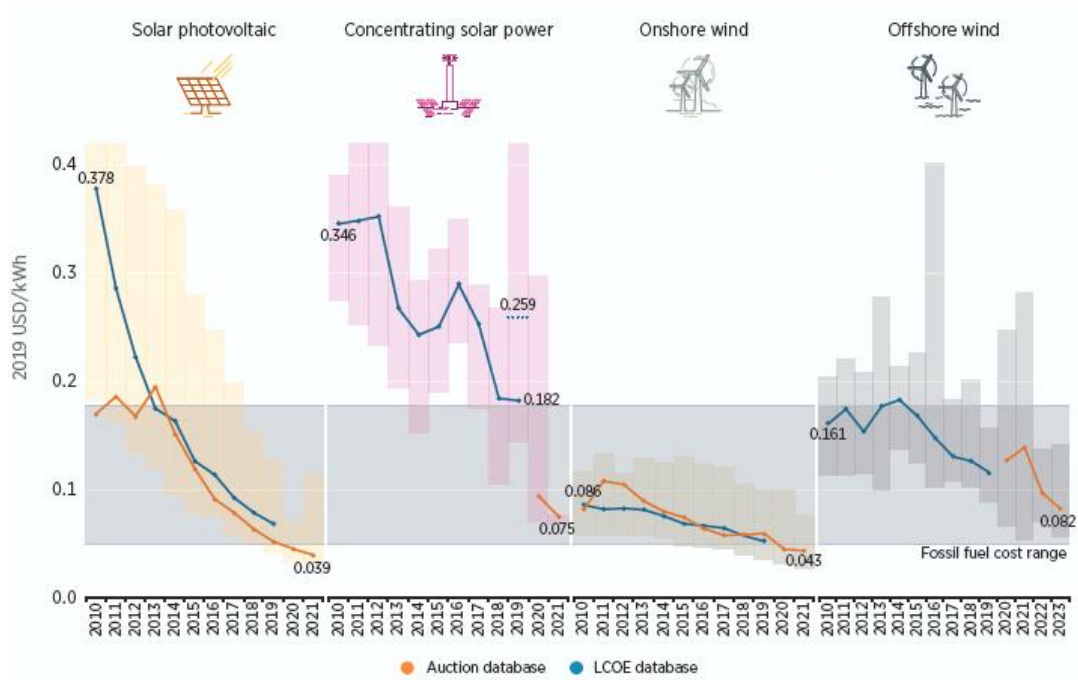 Solar photovoltaic
Concentrating solar power
Onshore wind
Offshore wind
2019 USD/kWh
0.4
0.3
0.2
0.1
0.0
0.378
0.039
0.346
0.259
0.182
0.075
0.086
0.043
0.161
0.082
Fossil fuel cost range
2010 2011 2012 2013 2014 2015 2016 2017 2018 2019 2020 2021
2010 2011 2012 2013 2014 2015 2016 2017 2018 2019 2020 2021
2010 2011 2012 2013 2014 2015 2016 2017 2018 2019 2020 2021
2010 2011 2012 2013 2014 2015 2016 2017 2018 2019 2020 2021 2022 2023
Auction database
LCOE database